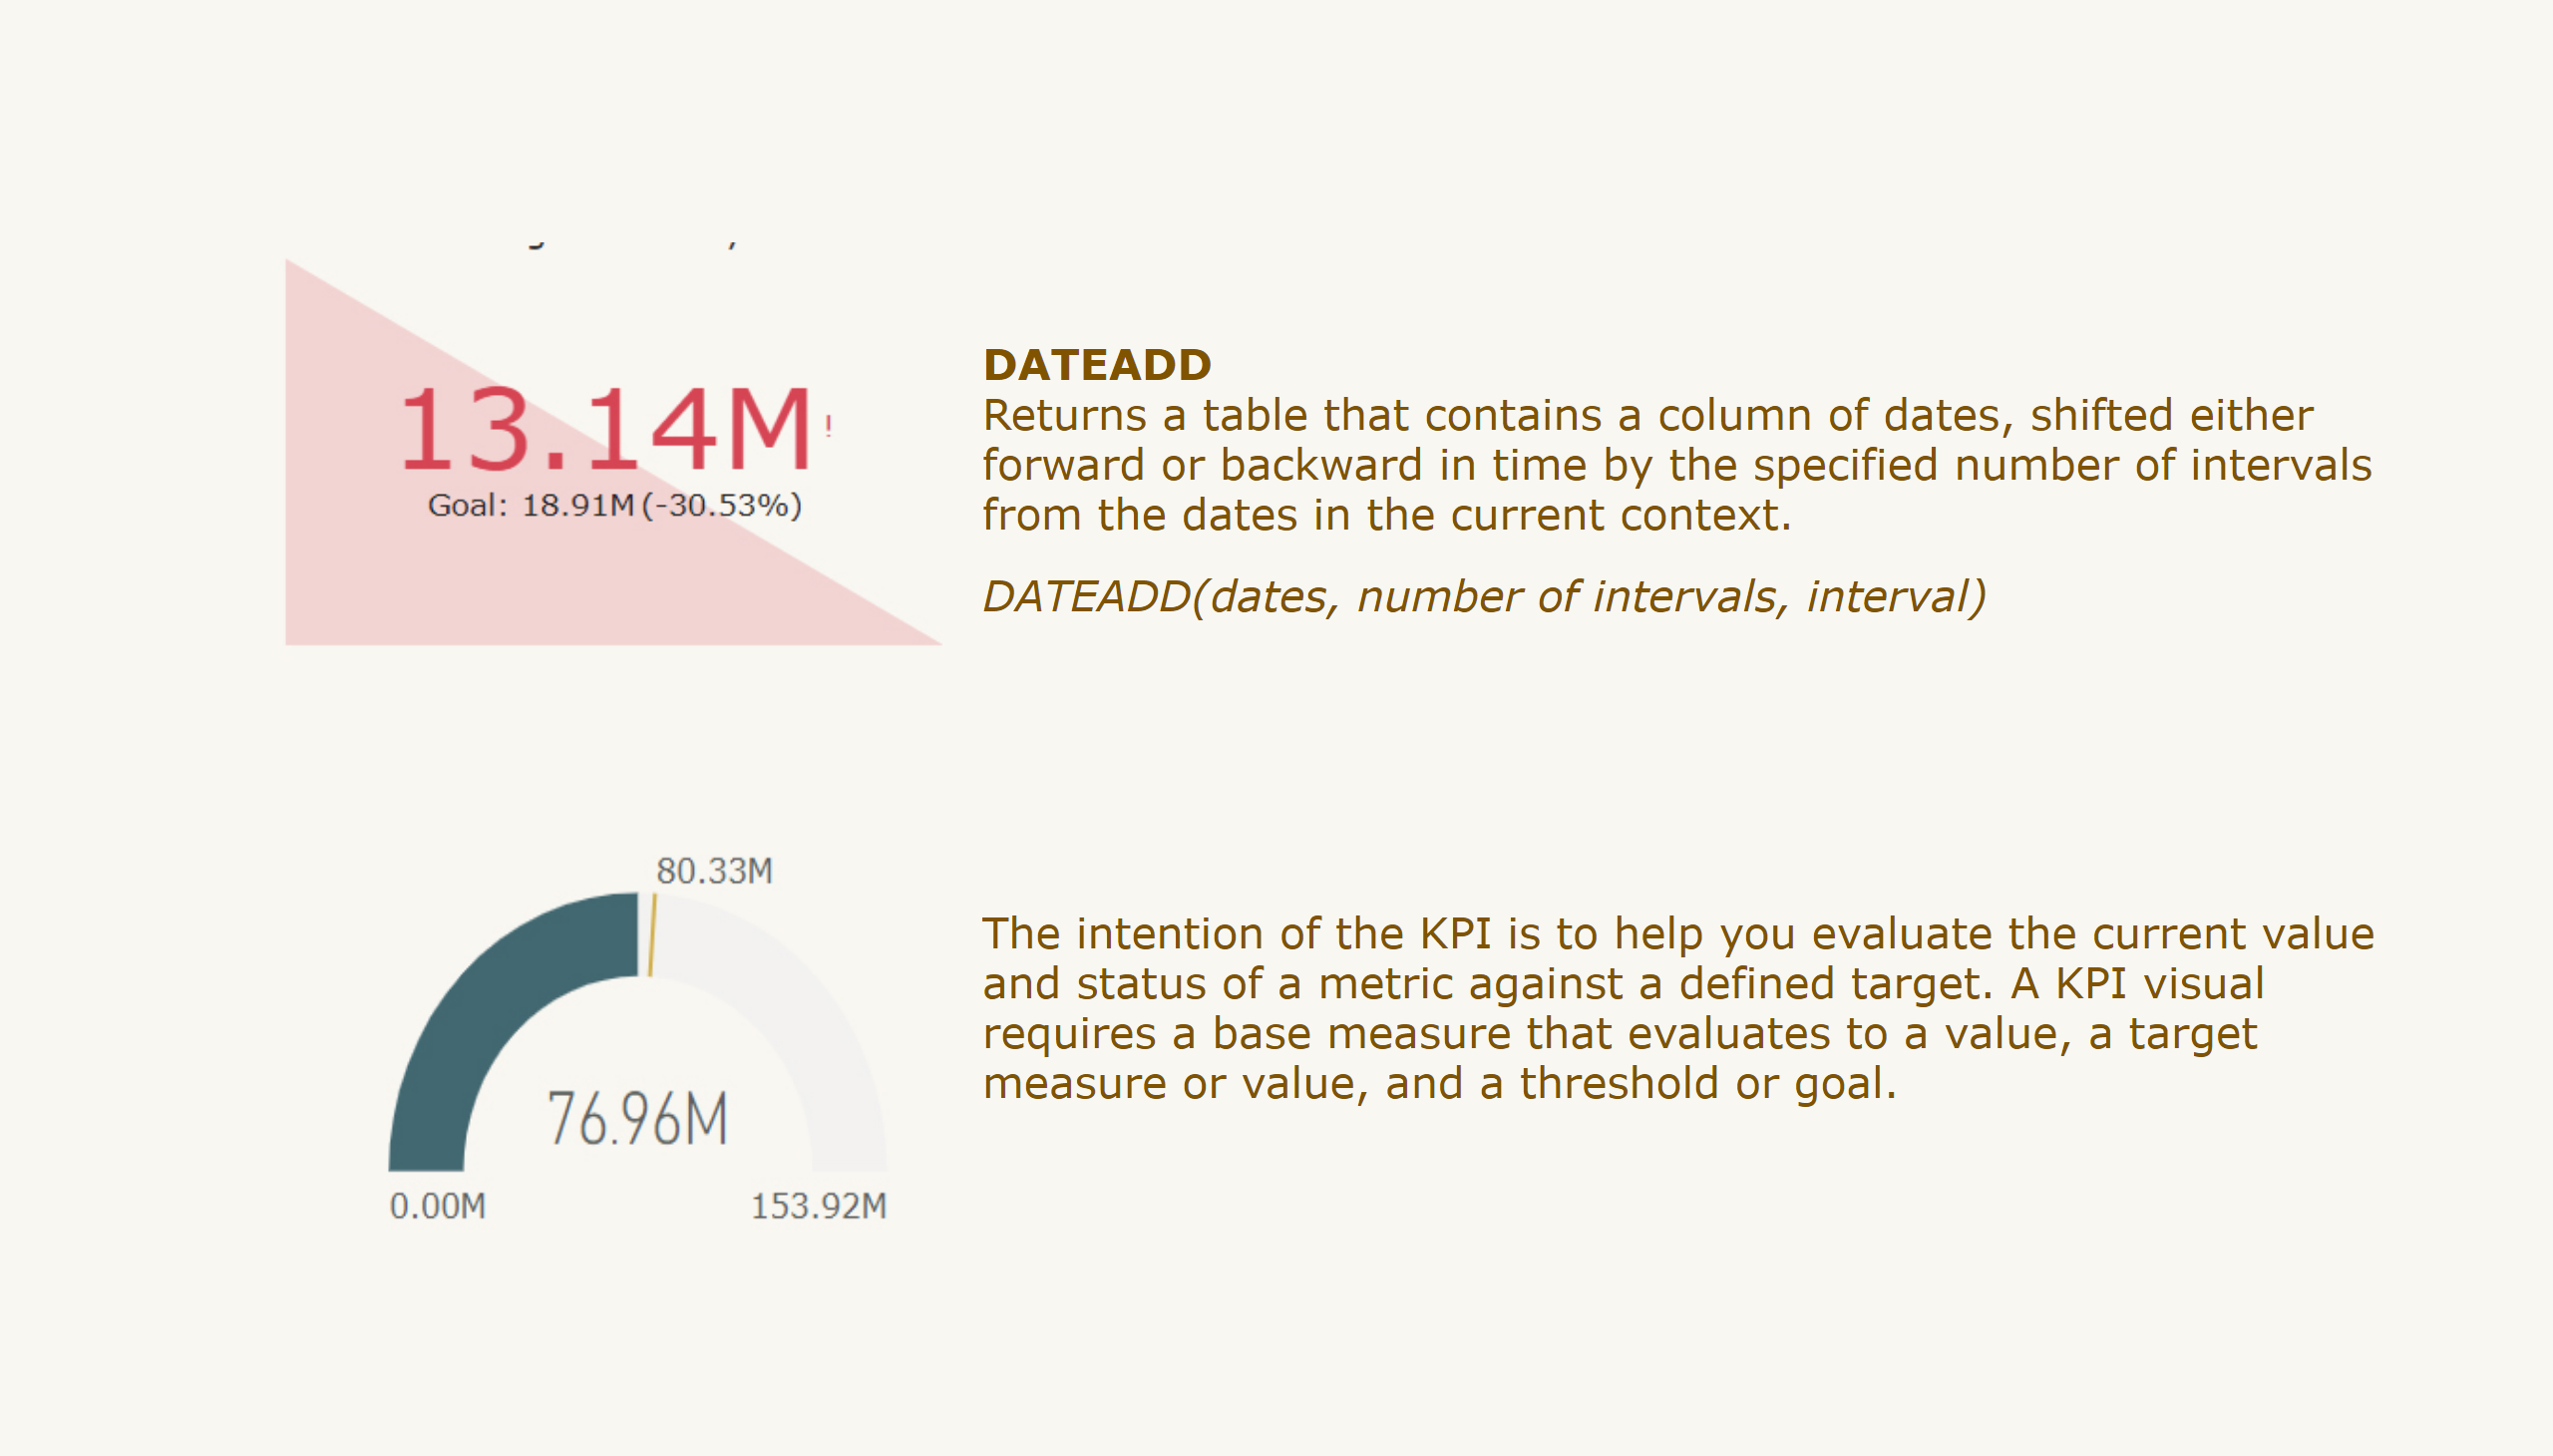 13.14M!
Goal: 18.91M (-30.53%)
DATEADD
Returns a table that contains a column of dates, shifted either
forward or backward in time by the specified number of intervals
from the dates in the current context.
DATEADD(dates, number of intervals, interval)
80.33M
76.96M
0.00M
153.92M
The intention of the KPI is to help you evaluate the current value
and status of a metric against a defined target. A KPI visual
requires a base measure that evaluates to a value, a target
measure or value, and a threshold or goal.